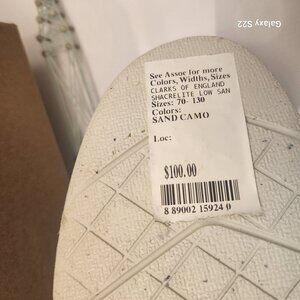 Galaxy S22
See Assoc for more
Colors, Widths, Sizes
CLARKS OF ENGLAND
SHACRELITE LOW SAN
Sizes: 70- 130
Colors:
SAND CAMO
Loc:
$100.00
8 89002 15924 0